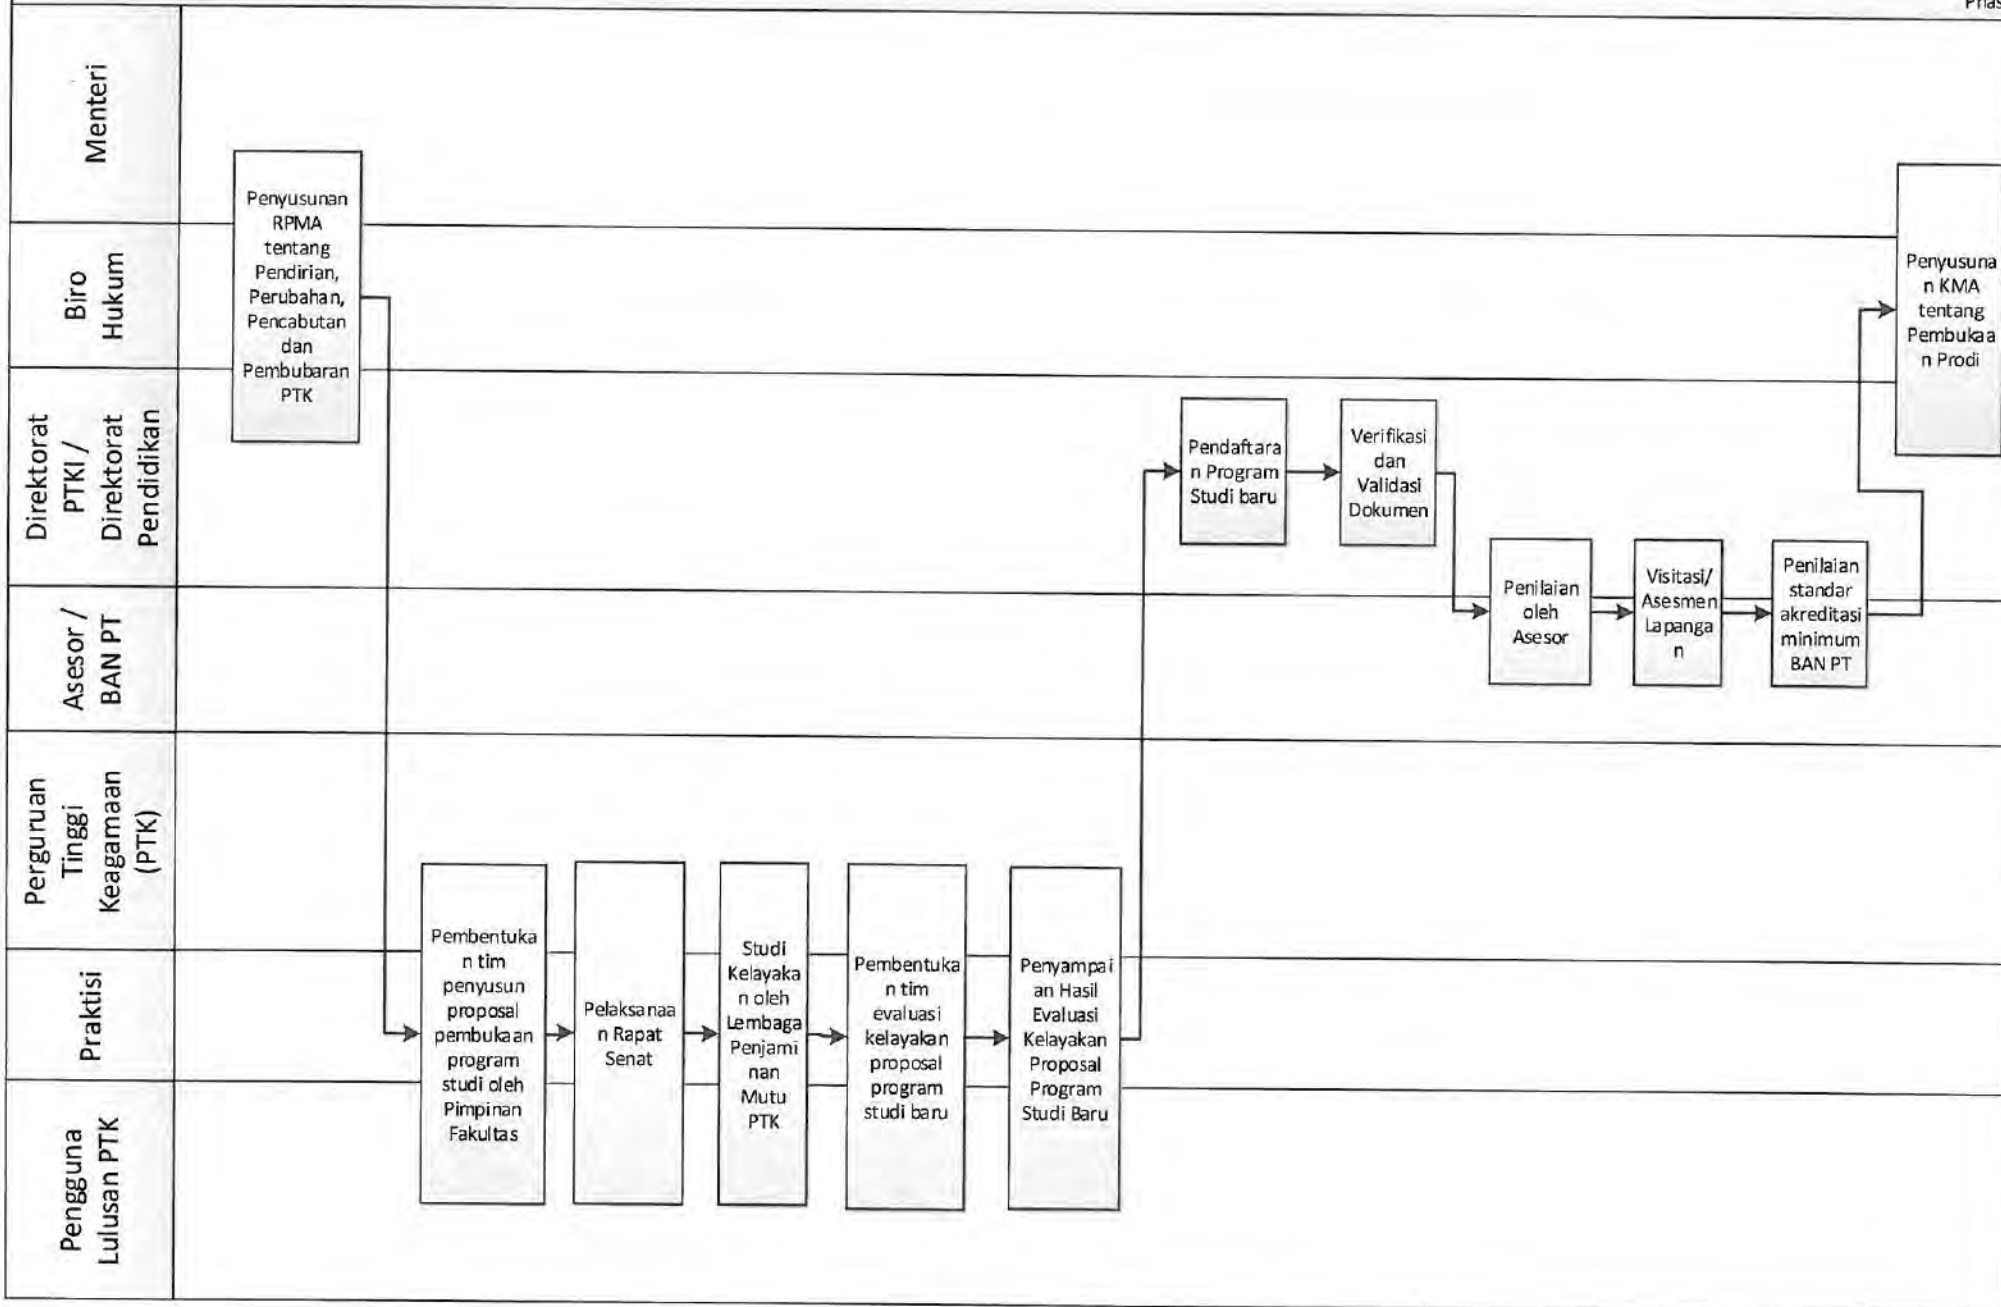 Phas
Menteri
Biro
Hukum
Direktorat
PTKI /
Direktorat
Pendidikan
Asesor /
BAN PT
Perguruan
Tinggi
Keagamaan
(PTK)
Praktisi
Pengguna
Lulusan PTK
Penyusunan
RPMA
tentang
Pendirian,
Perubahan,
Pencabutan
dan
Pembubaran
PTK
Pembentuka
n tim
penyusun
proposal
pembukaan
program
studi oleh
Pimpinan
Fakultas
Pelaksanaa
n Rapat
Senat
Studi
Kelayaka
n oleh
Lembaga
Penjami
nan
Mutu
PTK
Pembentuka
n tim
evaluasi
kelayakan
proposal
program
studi baru
Penyampai
an Hasil
Evaluasi
Kelayakan
Proposal
Program
Studi Baru
Pendaftara
n Program
Studi baru
Verifikasi
dan
Validasi
Dokumen
Penilaian
oleh
Asesor
Visitasi/
Asesmen
Lapanga
n
Penilaian
standar
akreditasi
minimum
BAN PT
Penyusuna
n KMA
tentang
Pembukaa
n Prodi